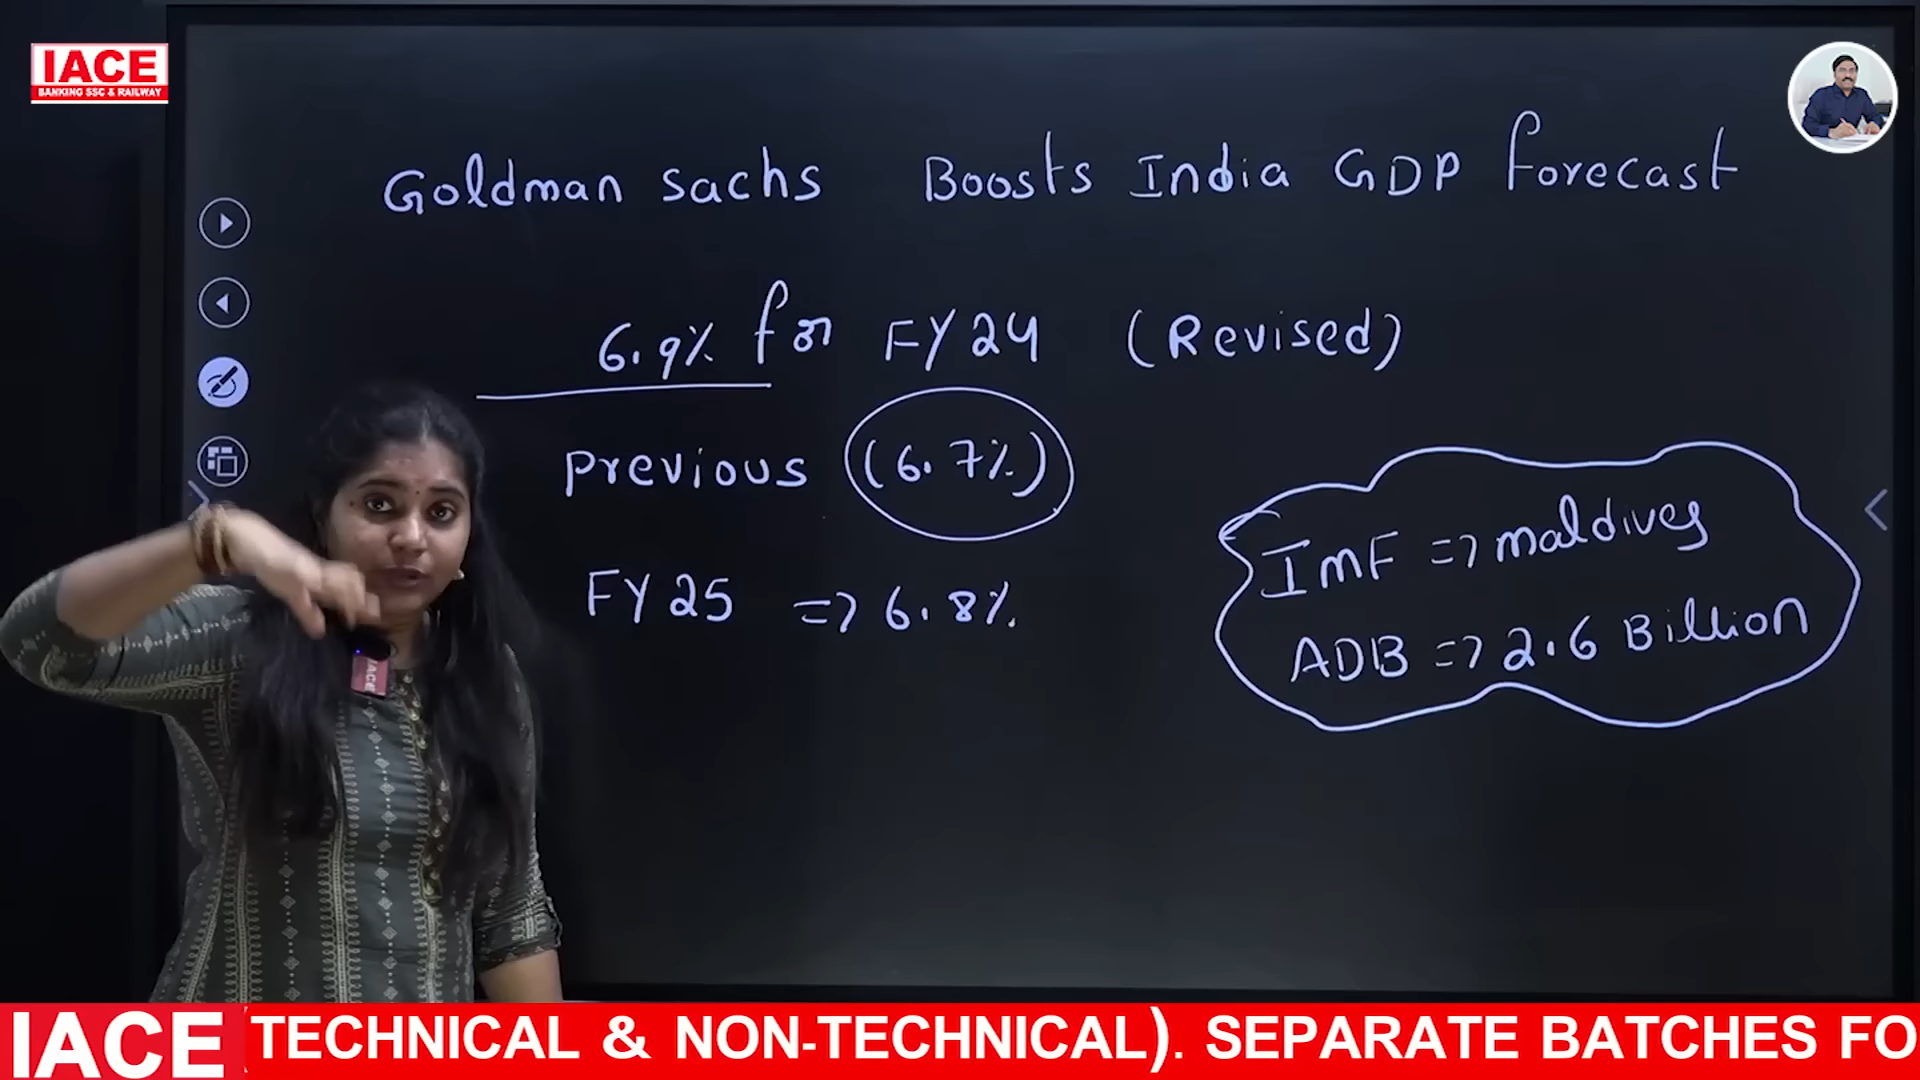 IACE
BANKING SSC & RAILWAY
Goldman sachs Boosts India GDP forecast
6.9% for FY24 (Revised)
Previous (6.7%)
FY25 => 6.8%
IMF => maldives
ADB => 2.6 Billion
IACE
IACE (TECHNICAL & NON-TECHNICAL). SEPARATE BATCHES FO